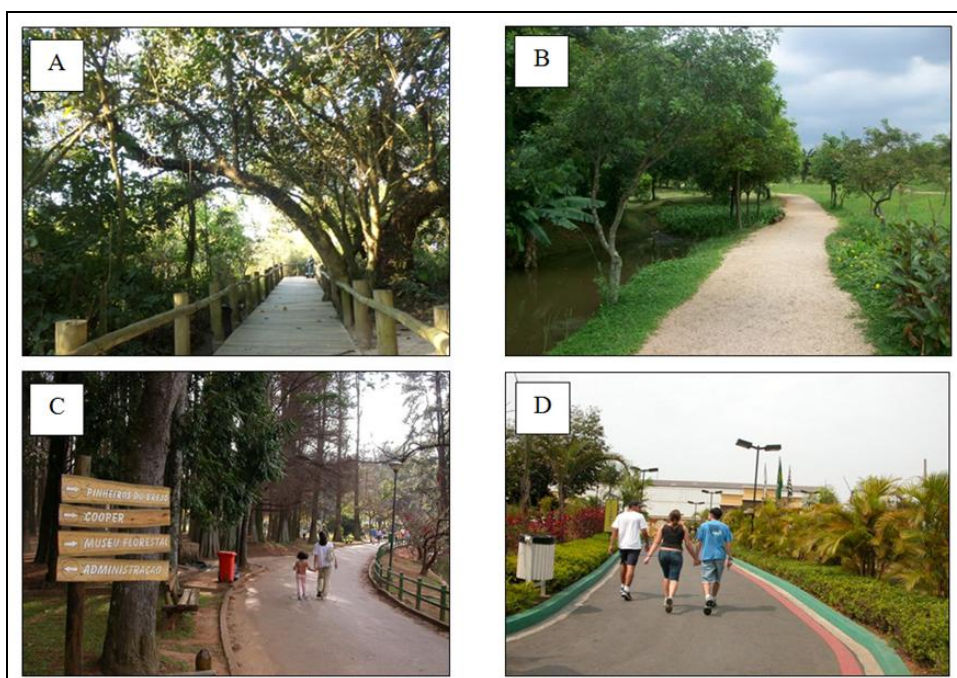 A
B
C
PINHEIROS DO BREJO
COOPER
MUSEU FLORESTAL
ADMINISTRAÇÃO
D